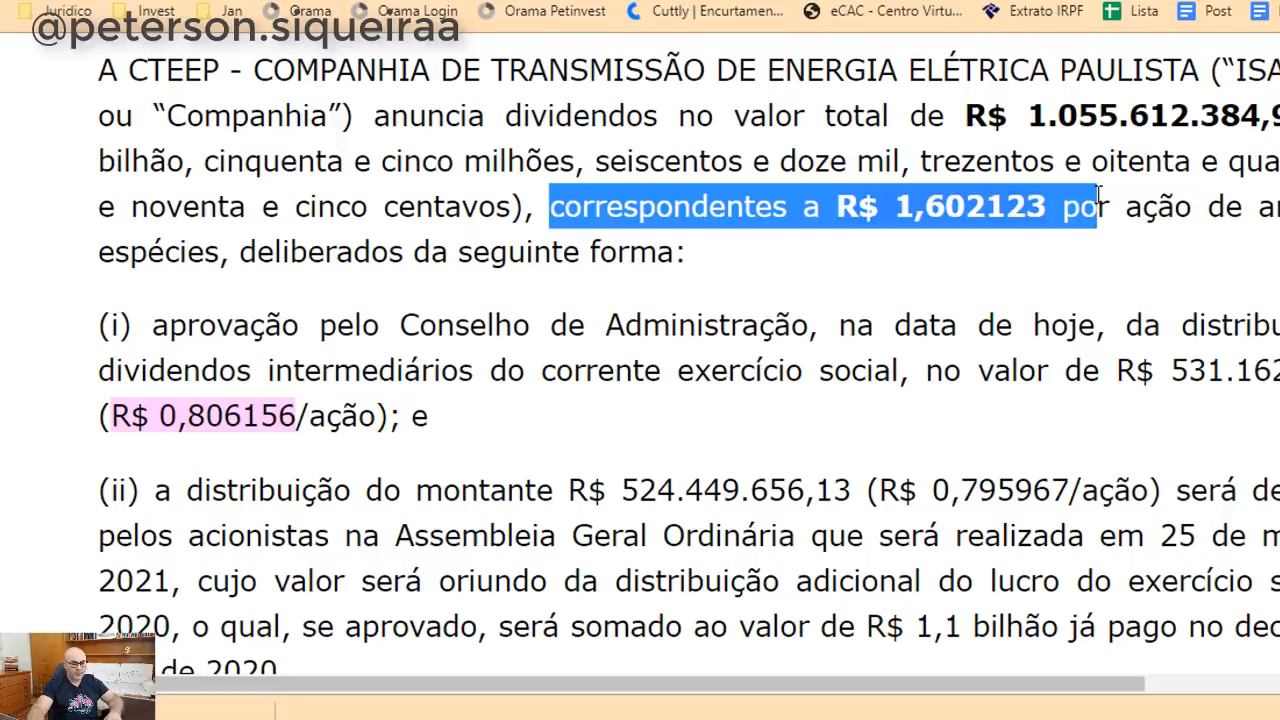 Jurídico Invest Jan Orama Orama Login Orama Petinvest Cuttly | Encurtamen... eCAC - Centro Virtu... Extrato IRPF Lista Post
@peterson.siqueiraa
A CTEEP - COMPANHIA DE TRANSMISSÃO DE ENERGIA ELÉTRICA PAULISTA ("ISA
ou "Companhia") anuncia dividendos no valor total de R$ 1.055.612.384,9
bilhão, cinquenta e cinco milhões, seiscentos e doze mil, trezentos e oitenta e
e noventa e cinco centavos), correspondentes a R$ 1,602123 por ação de
espécies, deliberados da seguinte forma:
(i) aprovação pelo Conselho de Administração, na data de hoje, da
dividendos intermediários do corrente exercício social, no valor de R$ 531.162
(R$ 0,806156/ação); e
(ii) a distribuição do montante R$ 524.449.656,13 (R$ 0,795967/ação) será
pelos acionistas na Assembleia Geral Ordinária que será realizada em 25 de
2021, cujo valor será oriundo da distribuição adicional do lucro do exercício
2020, o qual, se aprovado, será somado ao valor de R$ 1,1 bilhão já pago no
de 2020